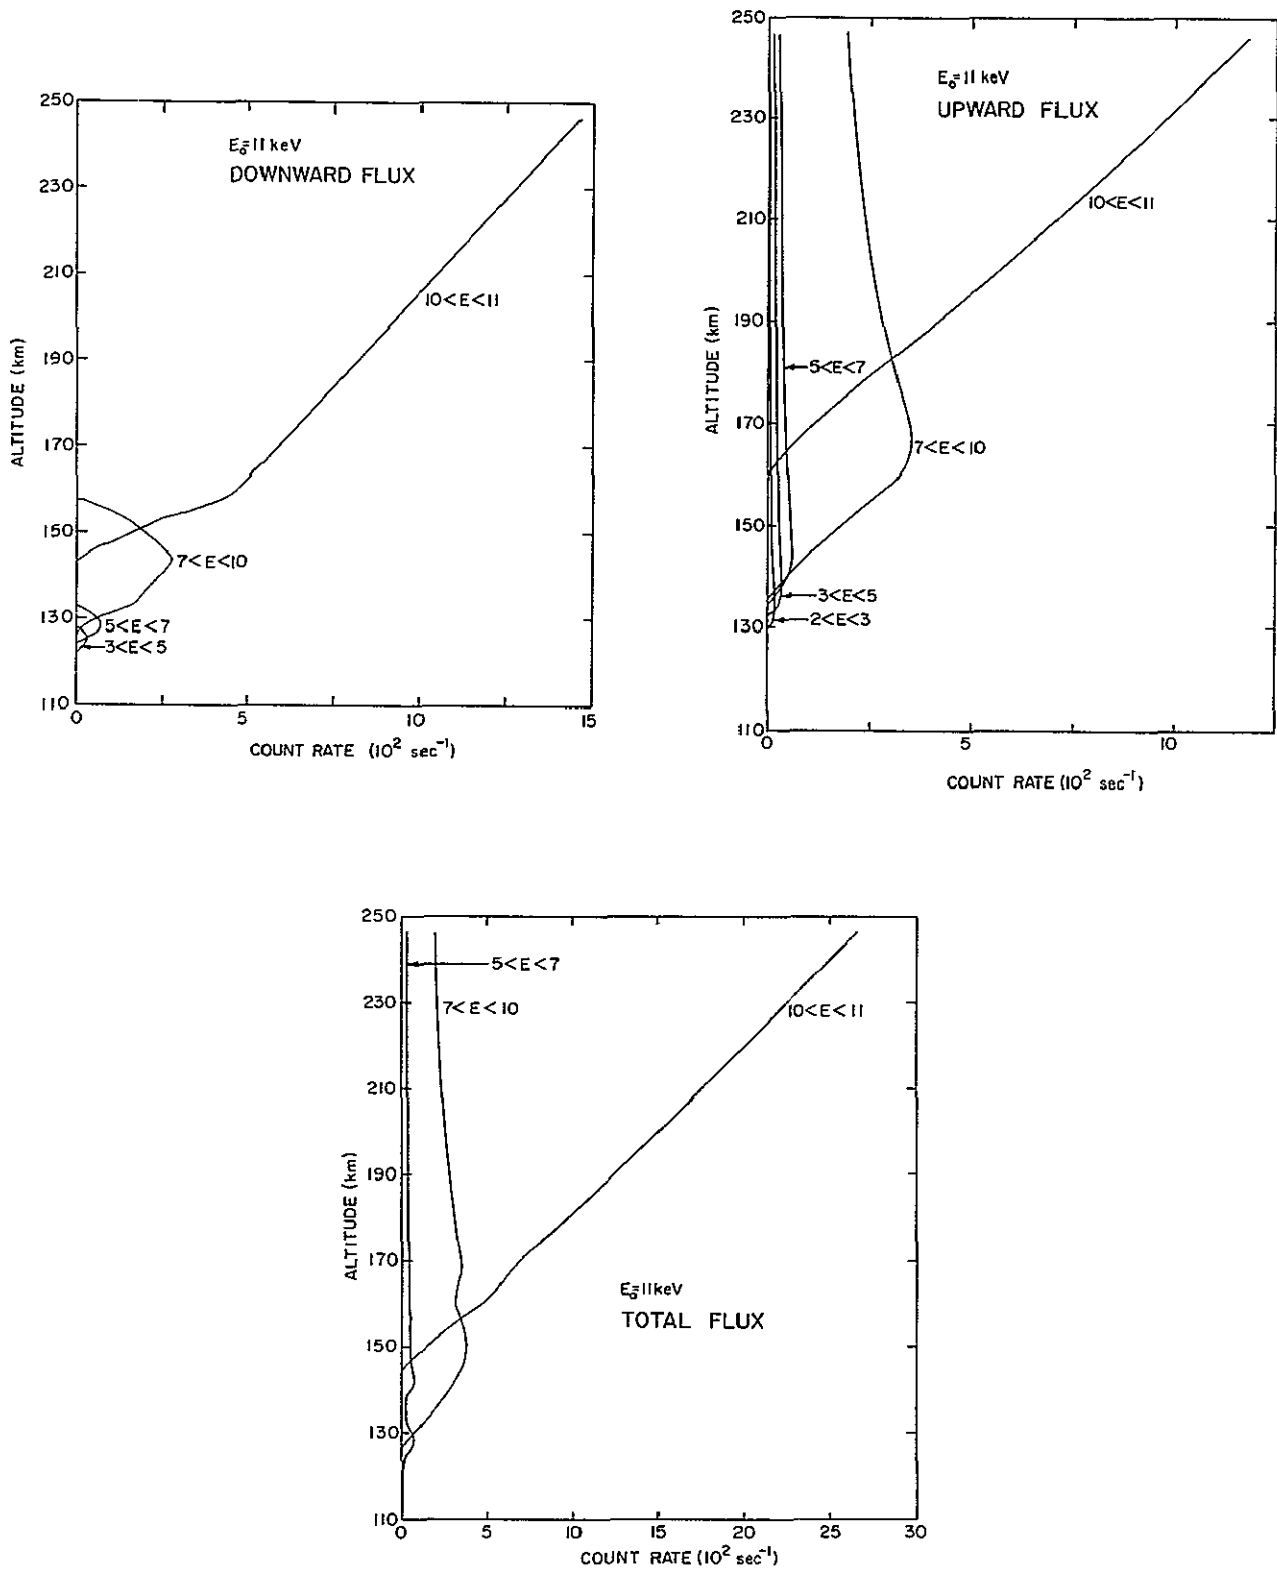 250
230
210
190
170
150
130
110
ALTITUDE (km)
E₀=11 keV
DOWNWARD FLUX
10<E<11
7<E<10
5<E<7
3<E<5
0 5 10 15
COUNT RATE (10² sec⁻¹)
250
230
210
190
170
150
130
110
ALTITUDE (km)
E₀=11 keV
UPWARD FLUX
10<E<11
5<E<7
7<E<10
3<E<5
2<E<3
0 5 10
COUNT RATE (10² sec⁻¹)
250
230
210
190
170
150
130
110
ALTITUDE (km)
5<E<7
7<E<10
10<E<11
E₀=11keV
TOTAL FLUX
0 5 10 15 20 25 30
COUNT RATE (10² sec⁻¹)